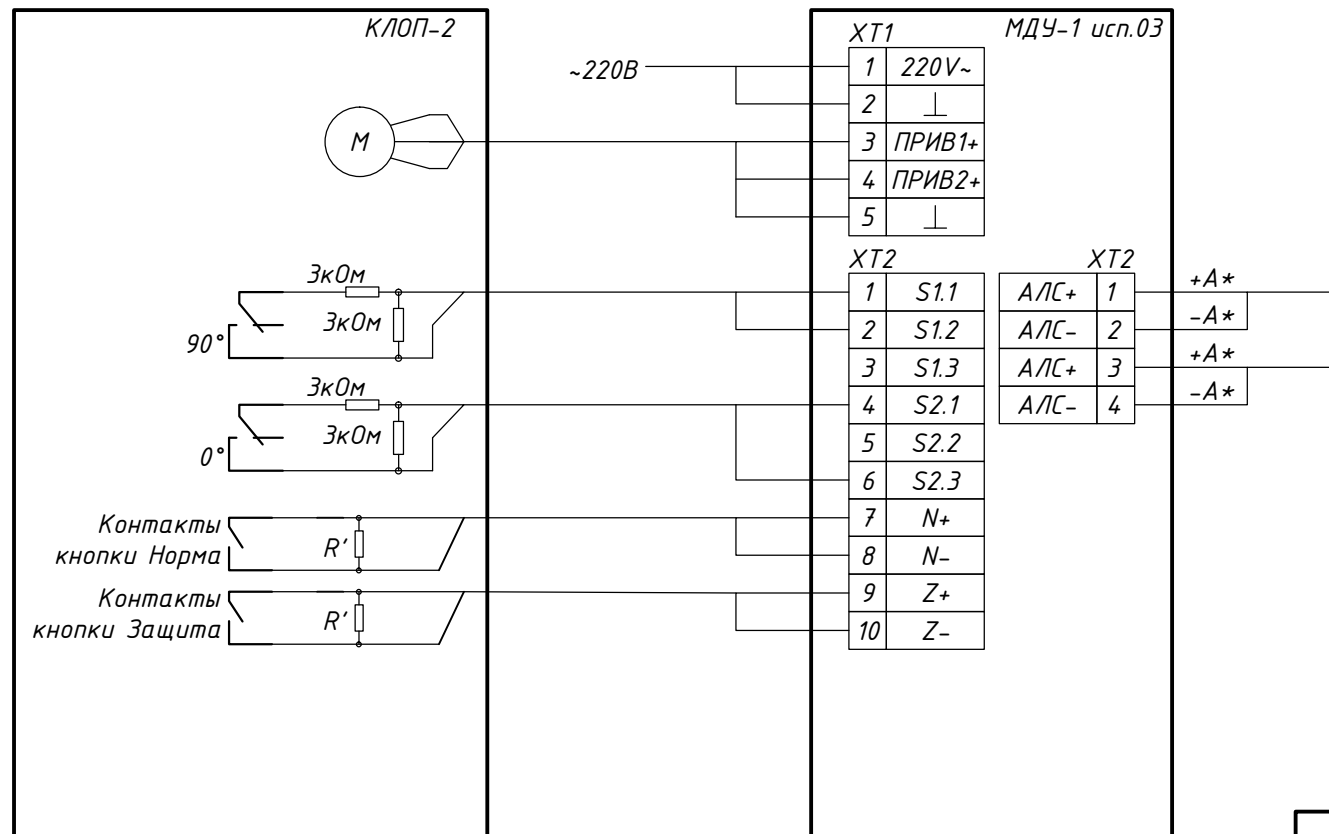 КЛОП-2
МДУ-1 исп.03
~220В
М
XT1
1 220V~
2 ⊥
3 ПРИВ1+
4 ПРИВ2+
5 ⊥
3кОм
3кОм
90°
3кОм
3кОм
0°
Контакты
кнопки Норма
R'
Контакты
кнопки Защита
R'
XT2
1 S1.1
2 S1.2
3 S1.3
4 S2.1
5 S2.2
6 S2.3
7 N+
8 N-
9 Z+
10 Z-
XT2
АЛС+ 1 +А*
АЛС- 2 -А*
АЛС+ 3 +А*
АЛС- 4 -А*